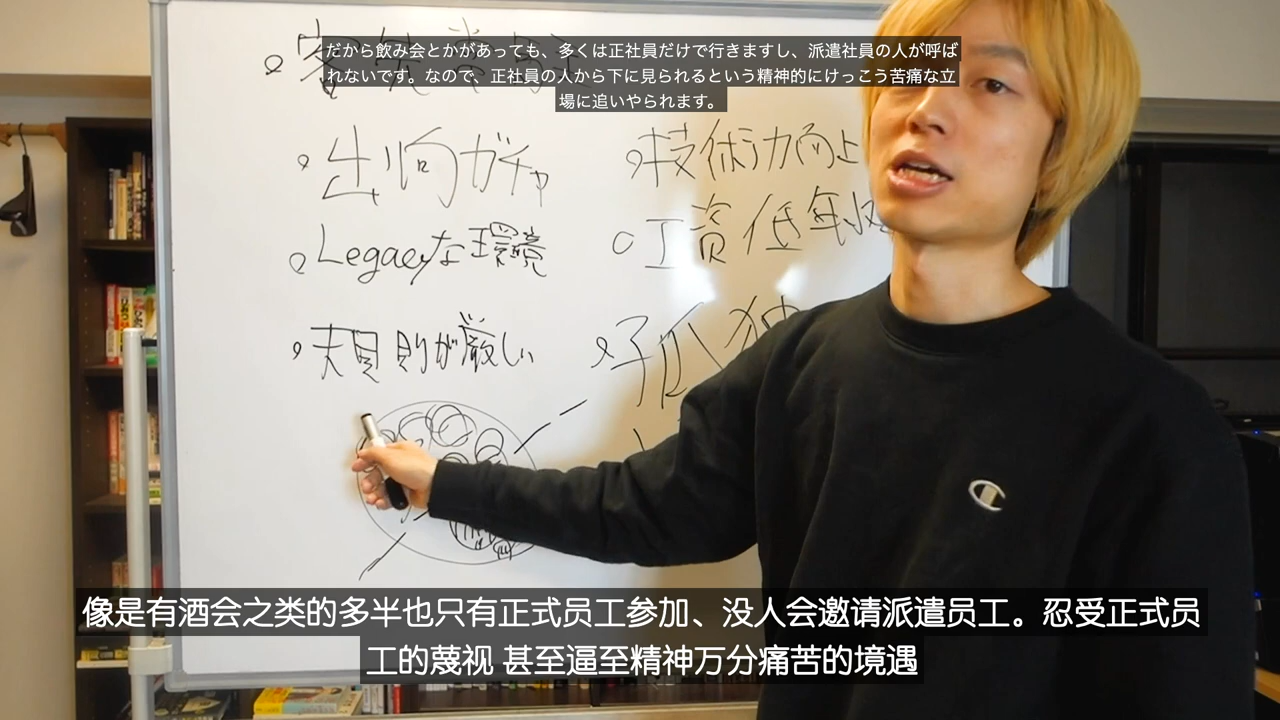 だから飲み会とかがあっても、多くは正社員だけで行きますし、派遣社員の人が呼ば
れないです。なので、正社員の人から下に見られるという精神的にけっこう苦痛な立
場に追いやられます。
出向ガチャ
技術力向上
Legacyな環境
工資低年収
規則が厳しい
孤独
像是有酒会之类的多半也只有正式员工参加、没人会邀请派遣员工。忍受正式员
工的蔑视 甚至逼至精神万分痛苦的境遇